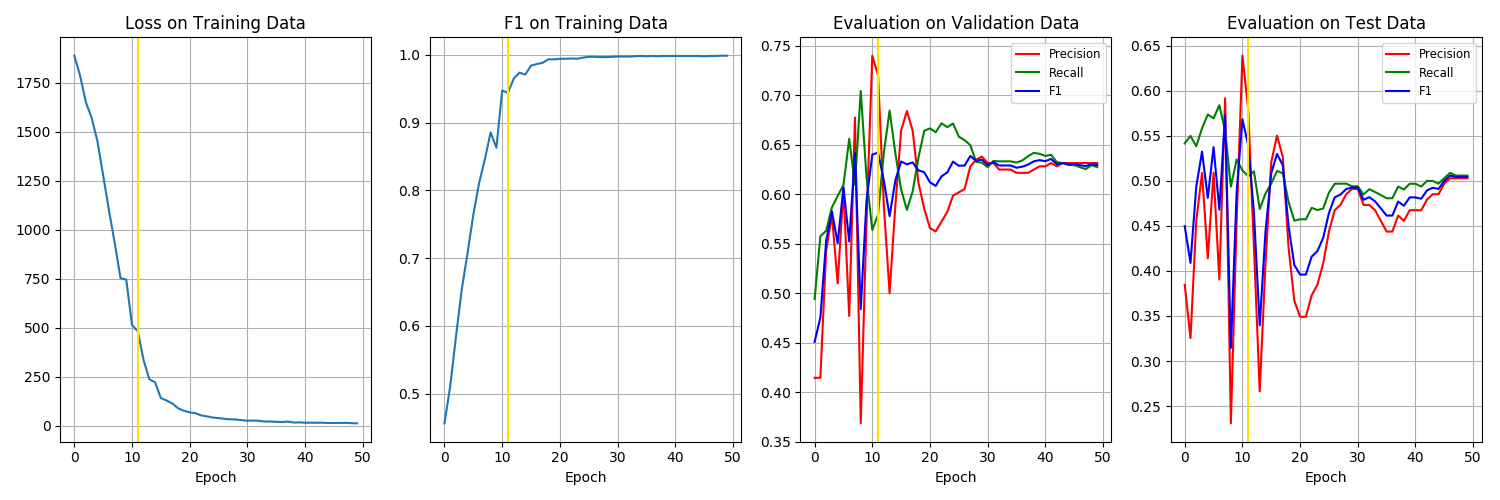 Loss on Training Data
1750
1500
1250
1000
750
500
250
0
0 10 20 30 40 50
Epoch
F1 on Training Data
1.0
0.9
0.8
0.7
0.6
0.5
0 10 20 30 40 50
Epoch
Evaluation on Validation Data
Precision
Recall
F1
0.75
0.70
0.65
0.60
0.55
0.50
0.45
0.40
0.35
0 10 20 30 40 50
Epoch
Evaluation on Test Data
Precision
Recall
F1
0.65
0.60
0.55
0.50
0.45
0.40
0.35
0.30
0.25
0 10 20 30 40 50
Epoch